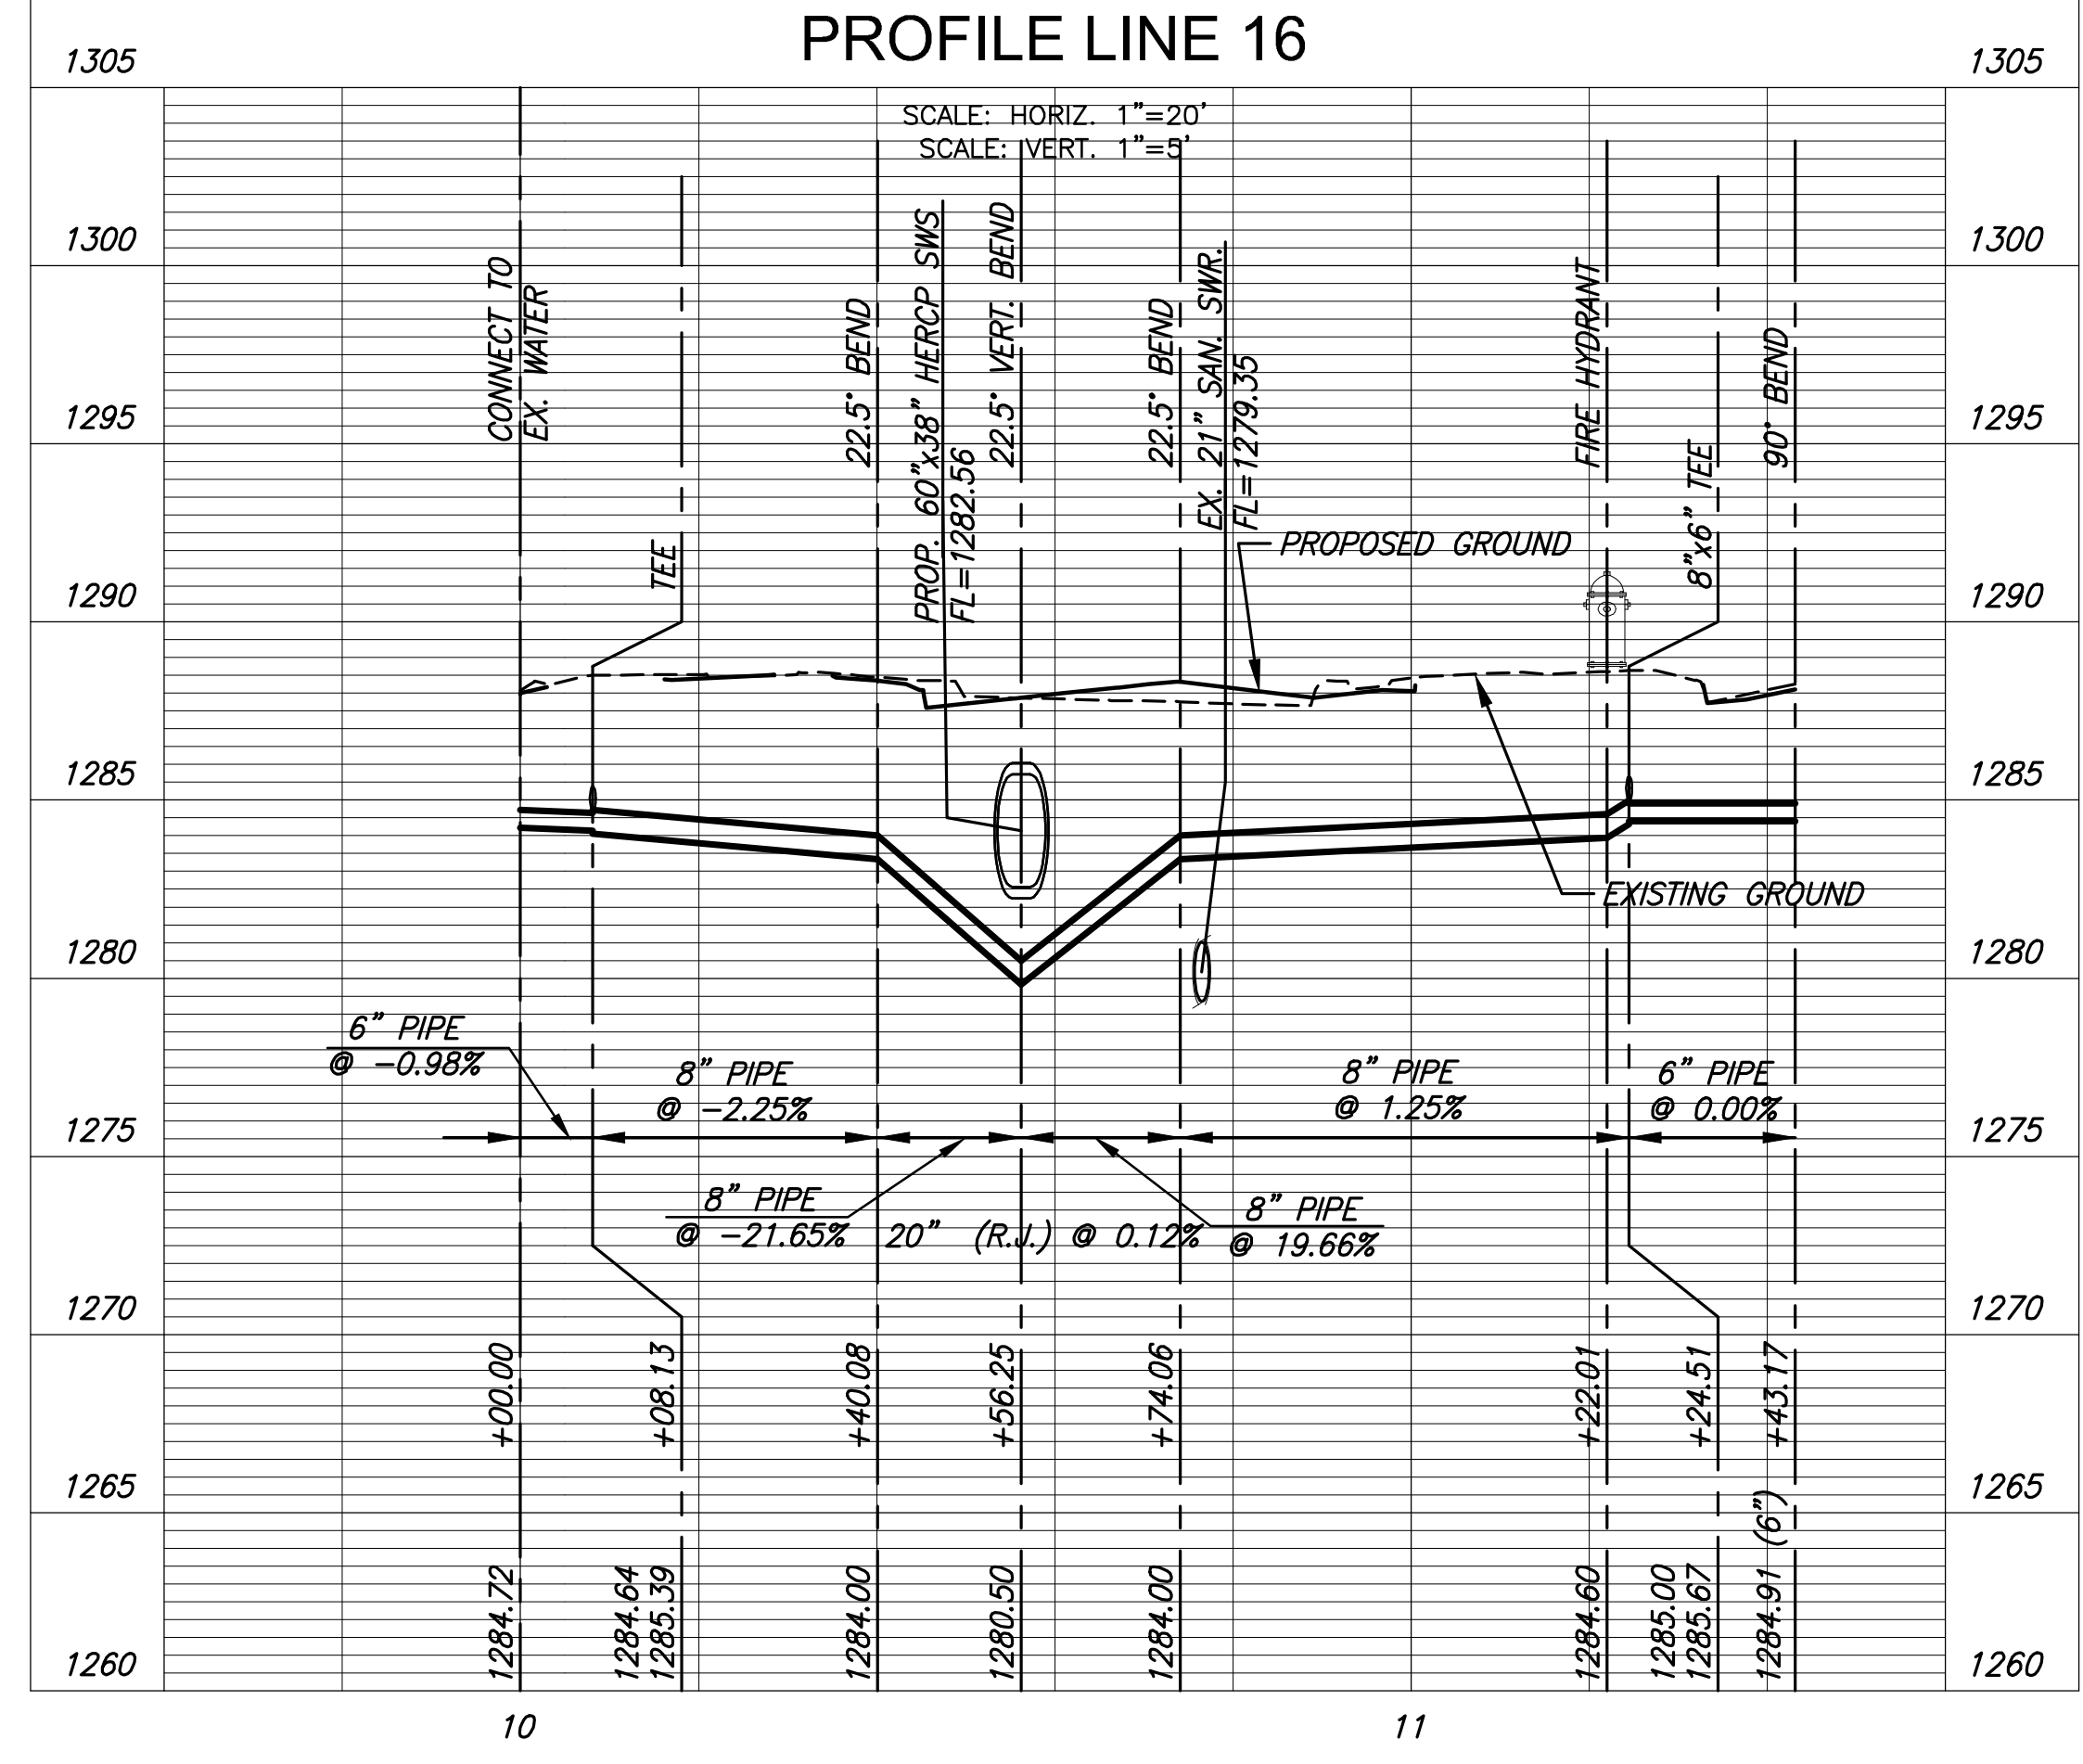 PROFILE LINE 16
SCALE: HORIZ. 1"=20'
SCALE: VERT. 1"=5'
1305
1300
1295
1290
1285
1280
1275
1270
1265
1260
1305
1300
1295
1290
1285
1280
1275
1270
1265
1260
CONNECT TO
EX. WATER
TEE
22.5° BEND
PROP. 60"x38" HERCP SWS
FL=1282.56
22.5° VERT. BEND
22.5° BEND
EX. 21" SAN. SWR.
FL=1279.35
FIRE HYDRANT
8"x6" TEE
90° BEND
PROPOSED GROUND
EXISTING GROUND
6" PIPE
@ -0.98%
8" PIPE
@ -2.25%
8" PIPE
@ 1.25%
6" PIPE
@ 0.00%
8" PIPE
@ -21.65%
20" (R.J.) @ 0.12%
8" PIPE
@ 19.66%
+00.00
+08.13
+40.08
+56.25
+74.06
+22.01
+24.51
+43.17
1284.72
1284.64
1285.39
1284.00
1280.50
1284.00
1284.60
1285.00
1285.67
1284.91 (6")
10
11